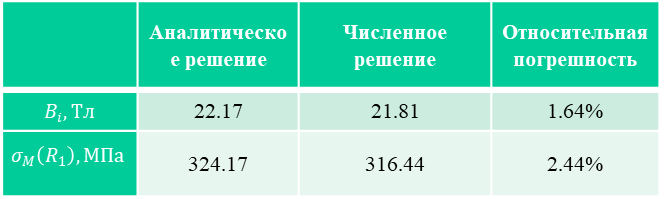 Аналитическо
е решение
Численное
решение
Относительная
погрешность
B_i, Тл
22.17
21.81
1.64%
σ_M(R_1), МПа
324.17
316.44
2.44%